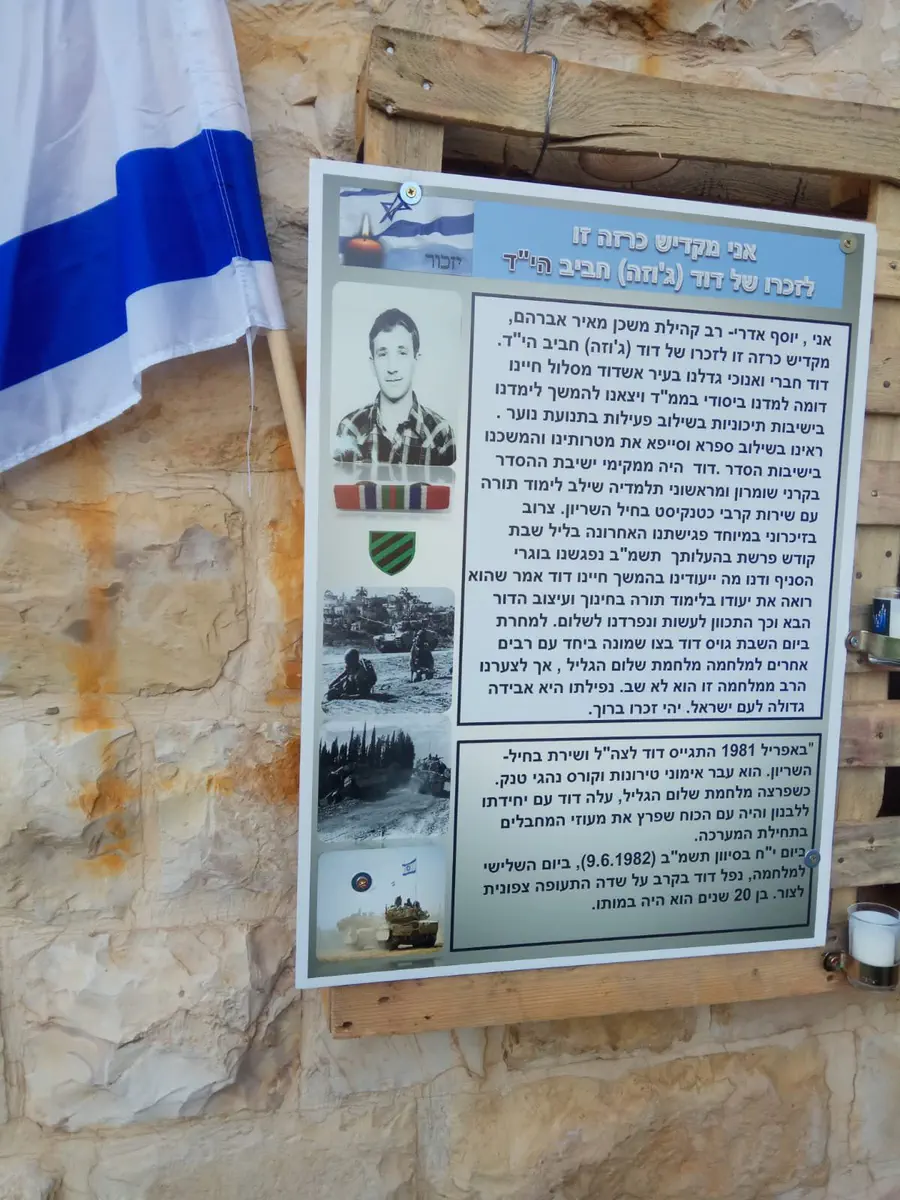 אני מקדיש כרזה זו
לזכרו של דוד (ג'וזה) חביב הי"ד
יזכור
אני , יוסף אדרי- רב קהילת משכן מאיר אברהם,
מקדיש כרזה זו לזכרו של דוד (ג'וזה) חביב הי"ד.
דוד חברי ואנוכי גדלנו בעיר אשדוד מסלול חיינו
דומה למדנו ביסודי בממ"ד ויצאנו להמשך לימדנו
בישיבות תיכוניות בשילוב פעילות בתנועת נוער .
ראינו בשילוב ספרא וסייפא את מטרותינו והמשכנו
בישיבות הסדר .דוד היה ממקימי ישיבת ההסדר
בקרני שומרון ומראשוני תלמדיה שילב לימוד תורה
עם שירות קרבי כטנקיסט בחיל השריון. צרוב
בזיכרוני במיוחד פגישתנו האחרונה בליל שבת
קודש פרשת בהעלותך תשמ"ב נפגשנו בוגרי
הסניף ודנו מה ייעודינו בהמשך חיינו דוד אמר שהוא
רואה את יעודו בלימוד תורה בחינוך ועיצוב הדור
הבא וכך התכוון לעשות ונפרדנו לשלום. למחרת
ביום השבת גויס דוד בצו שמונה ביחד עם רבים
אחרים למלחמה מלחמת שלום הגליל , אך לצערנו
הרב ממלחמה זו הוא לא שב. נפילתו היא אבידה
גדולה לעם ישראל. יהי זכרו ברוך.
"באפריל 1981 התגייס דוד לצה"ל ושירת בחיל-
השריון. הוא עבר אימוני טירונות וקורס נהגי טנק.
כשפרצה מלחמת שלום הגליל, עלה דוד עם יחידתו
ללבנון והיה עם הכוח שפרץ את מעוזי המחבלים
בתחילת המערכה.
ביום י"ח בסיוון תשמ"ב (9.6.1982), ביום השלישי
למלחמה, נפל דוד בקרב על שדה התעופה צפונית
לצור. בן 20 שנים הוא היה במותו.